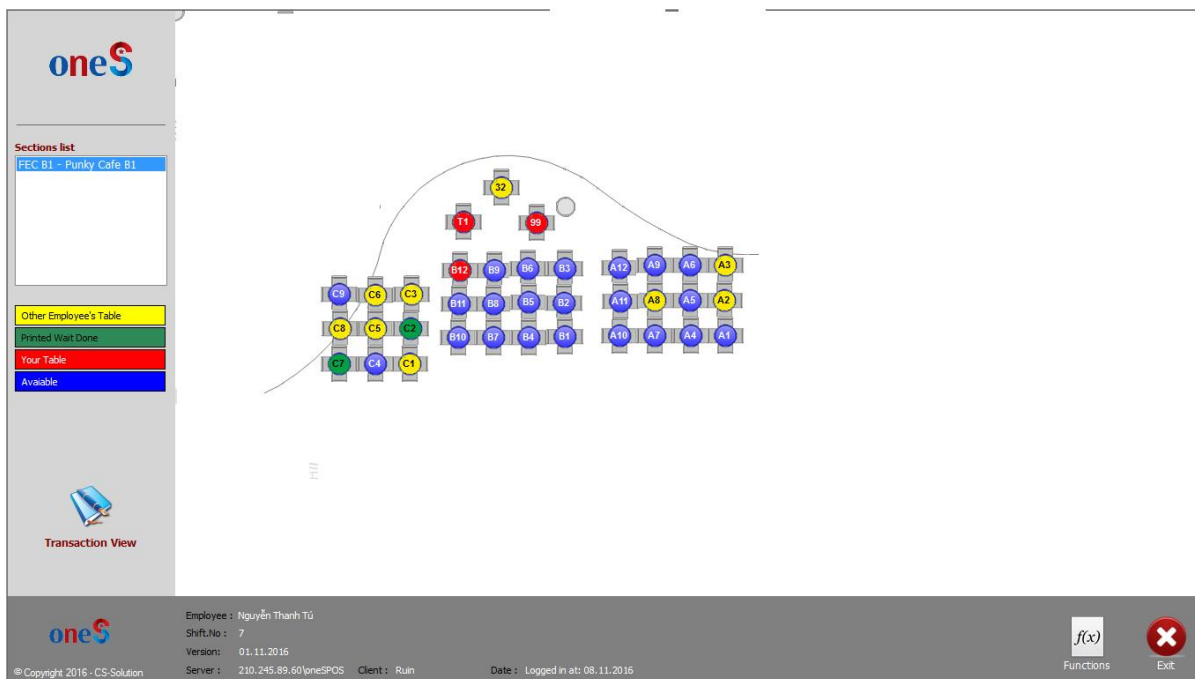 oneS
Sections list
FEC B1 - Punky Cafe B1
Other Employee's Table
Printed Wait Done
Your Table
Avaiable
Transaction View
32
T1
99
B12
B9
B6
B3
A12
A9
A6
A3
C9
C6
C3
B11
B8
B5
B2
A11
A8
A5
A2
C8
C5
C2
B10
B7
B4
B1
A10
A7
A4
A1
C7
C4
C1
oneS
© Copyright 2016 - CS-Solution
Employee : Nguyễn Thanh Tú
Shift.No : 7
Version: 01.11.2016
Server : 210.245.89.60\oneSPOS Client : Ruin Date : Logged in at: 08.11.2016
f(x)
Functions
Exit